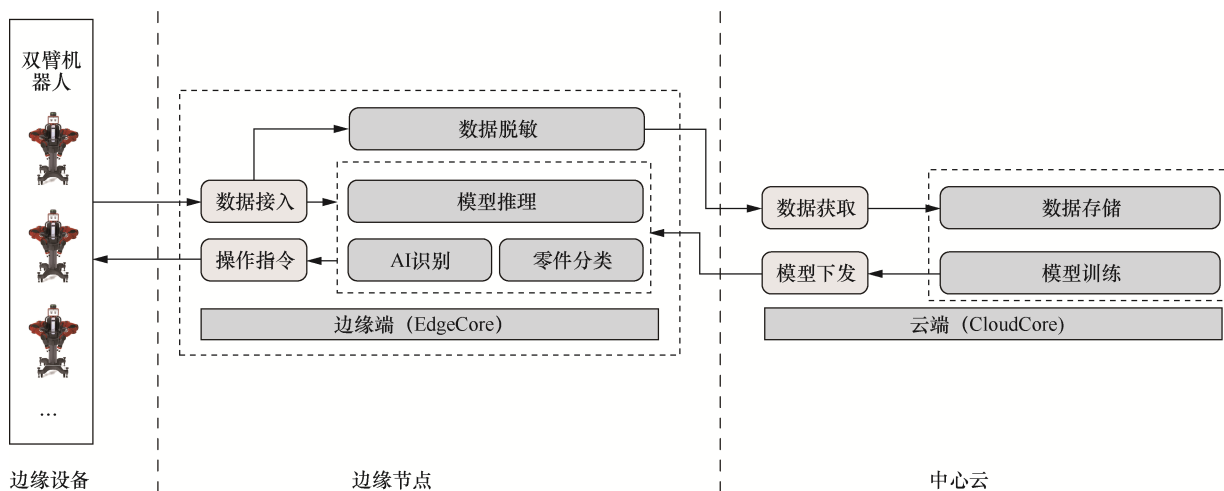 双臂机
器人
…
数据脱敏
数据接入
模型推理
操作指令
AI识别
零件分类
边缘端（EdgeCore）
数据获取
数据存储
模型下发
模型训练
云端（CloudCore）
边缘设备
边缘节点
中心云